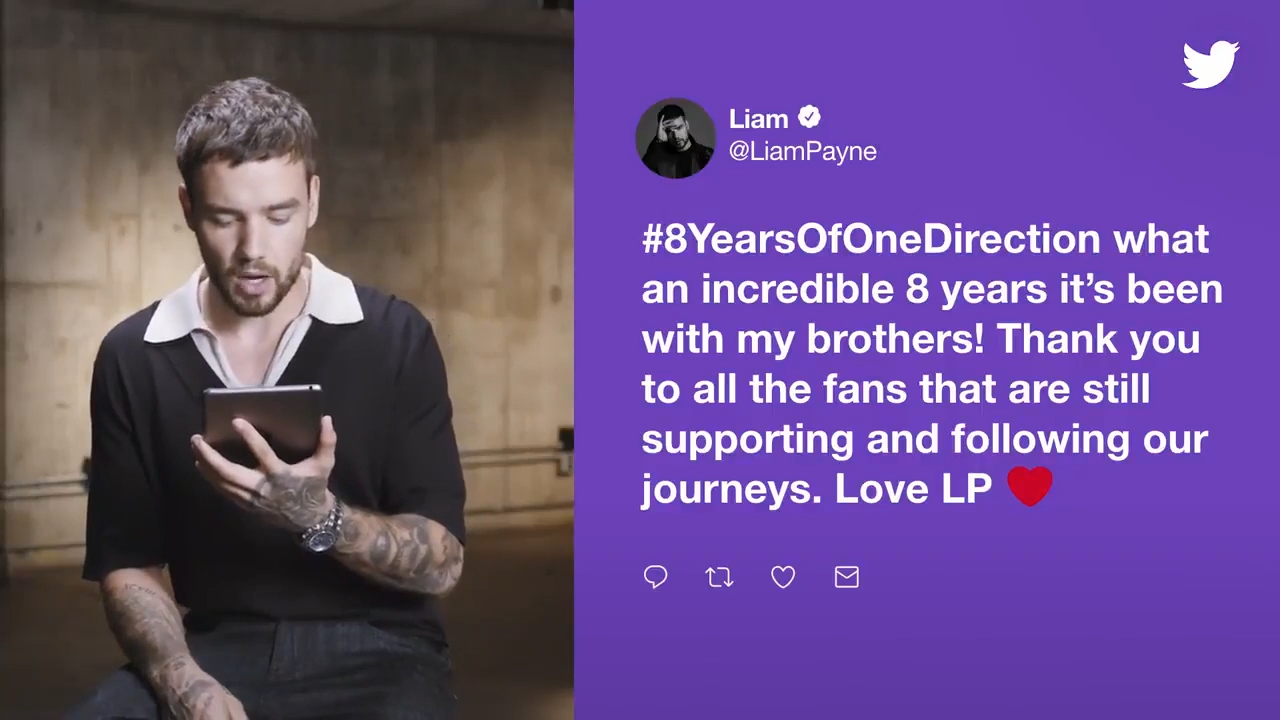 Liam
@LiamPayne
#8YearsOfOneDirection what
an incredible 8 years it’s been
with my brothers! Thank you
to all the fans that are still
supporting and following our
journeys. Love LP ❤️